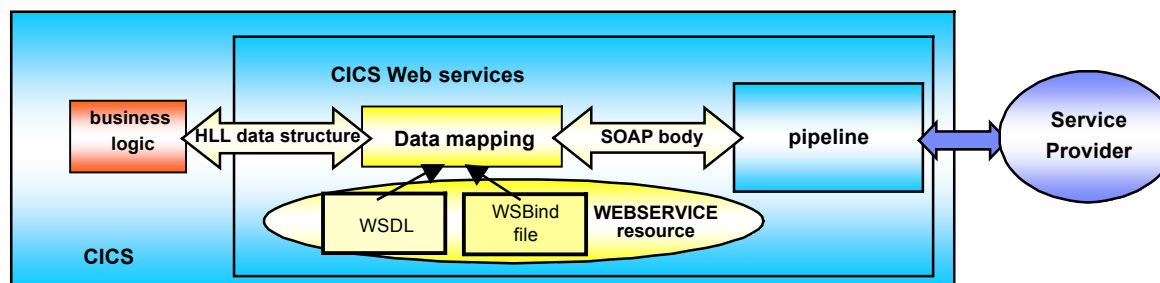 CICS Web services
business
logic
HLL data structure
Data mapping
SOAP body
pipeline
Service
Provider
WSDL
WSBind
file
WEBSERVICE
resource
CICS